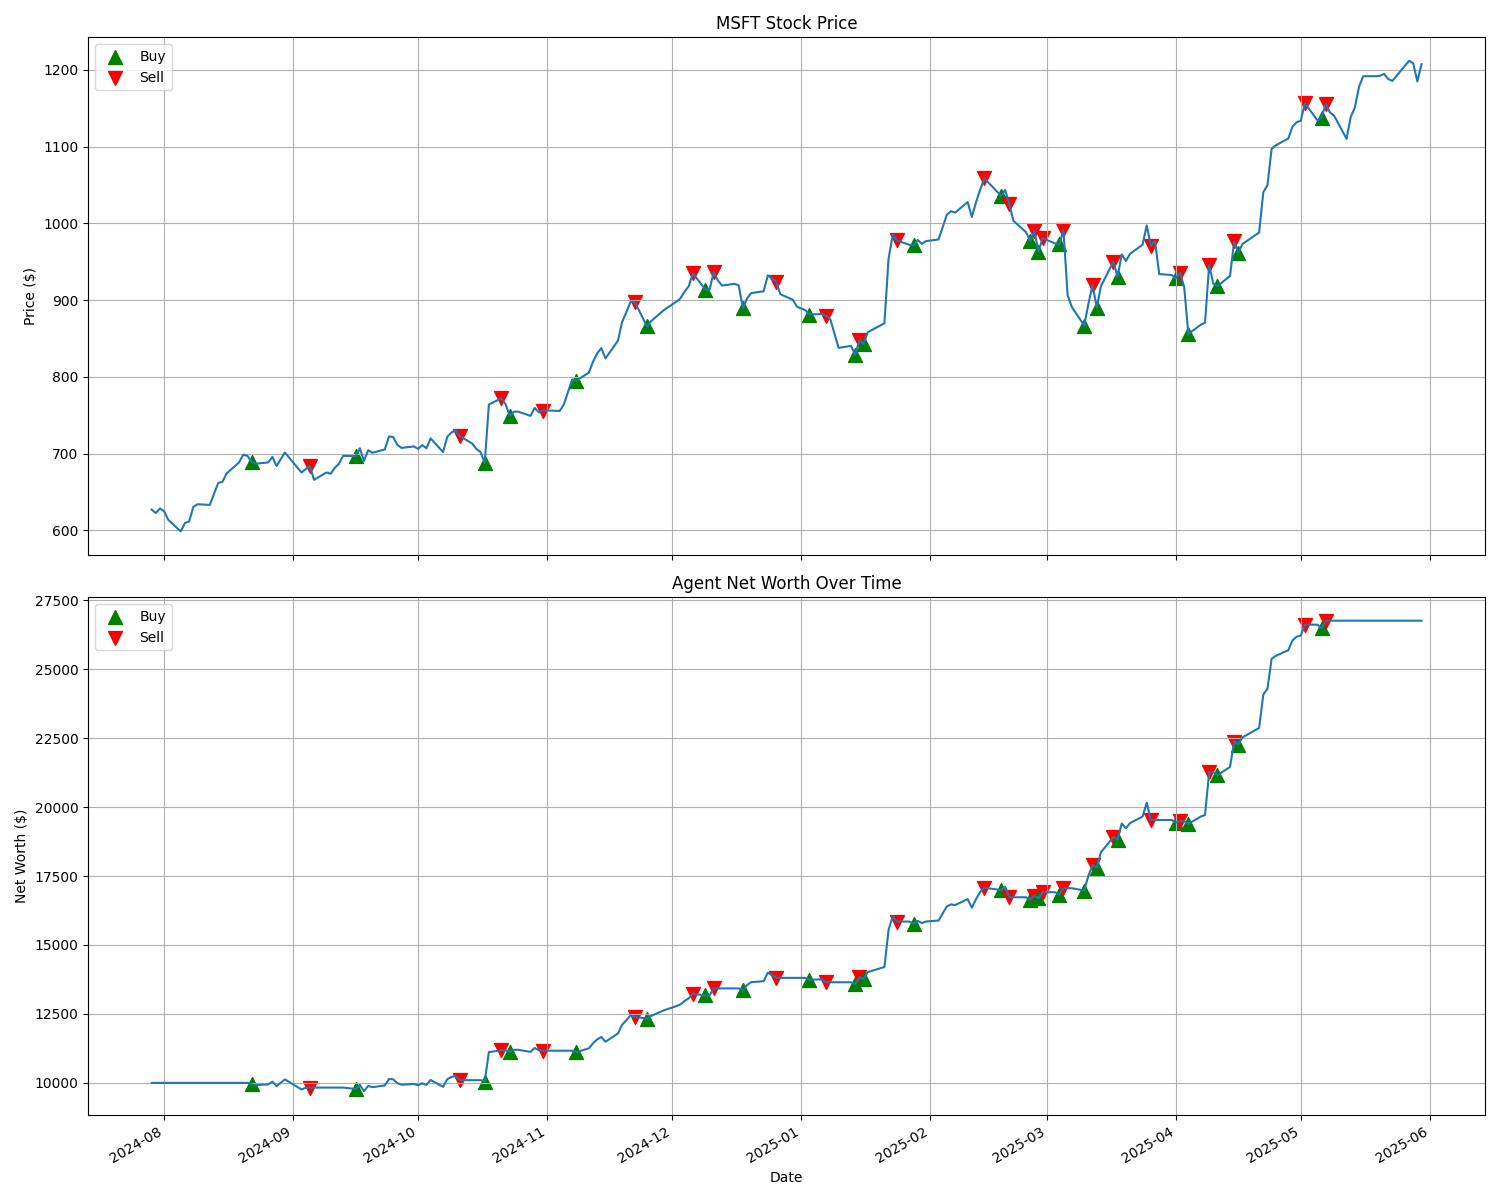 MSFT Stock Price
Buy
Sell
1200
1100
1000
900
800
700
600
Price ($)
Agent Net Worth Over Time
Buy
Sell
27500
25000
22500
20000
17500
15000
12500
10000
Net Worth ($)
2024-08
2024-09
2024-10
2024-11
2024-12
2025-01
2025-02
2025-03
2025-04
2025-05
2025-06
Date